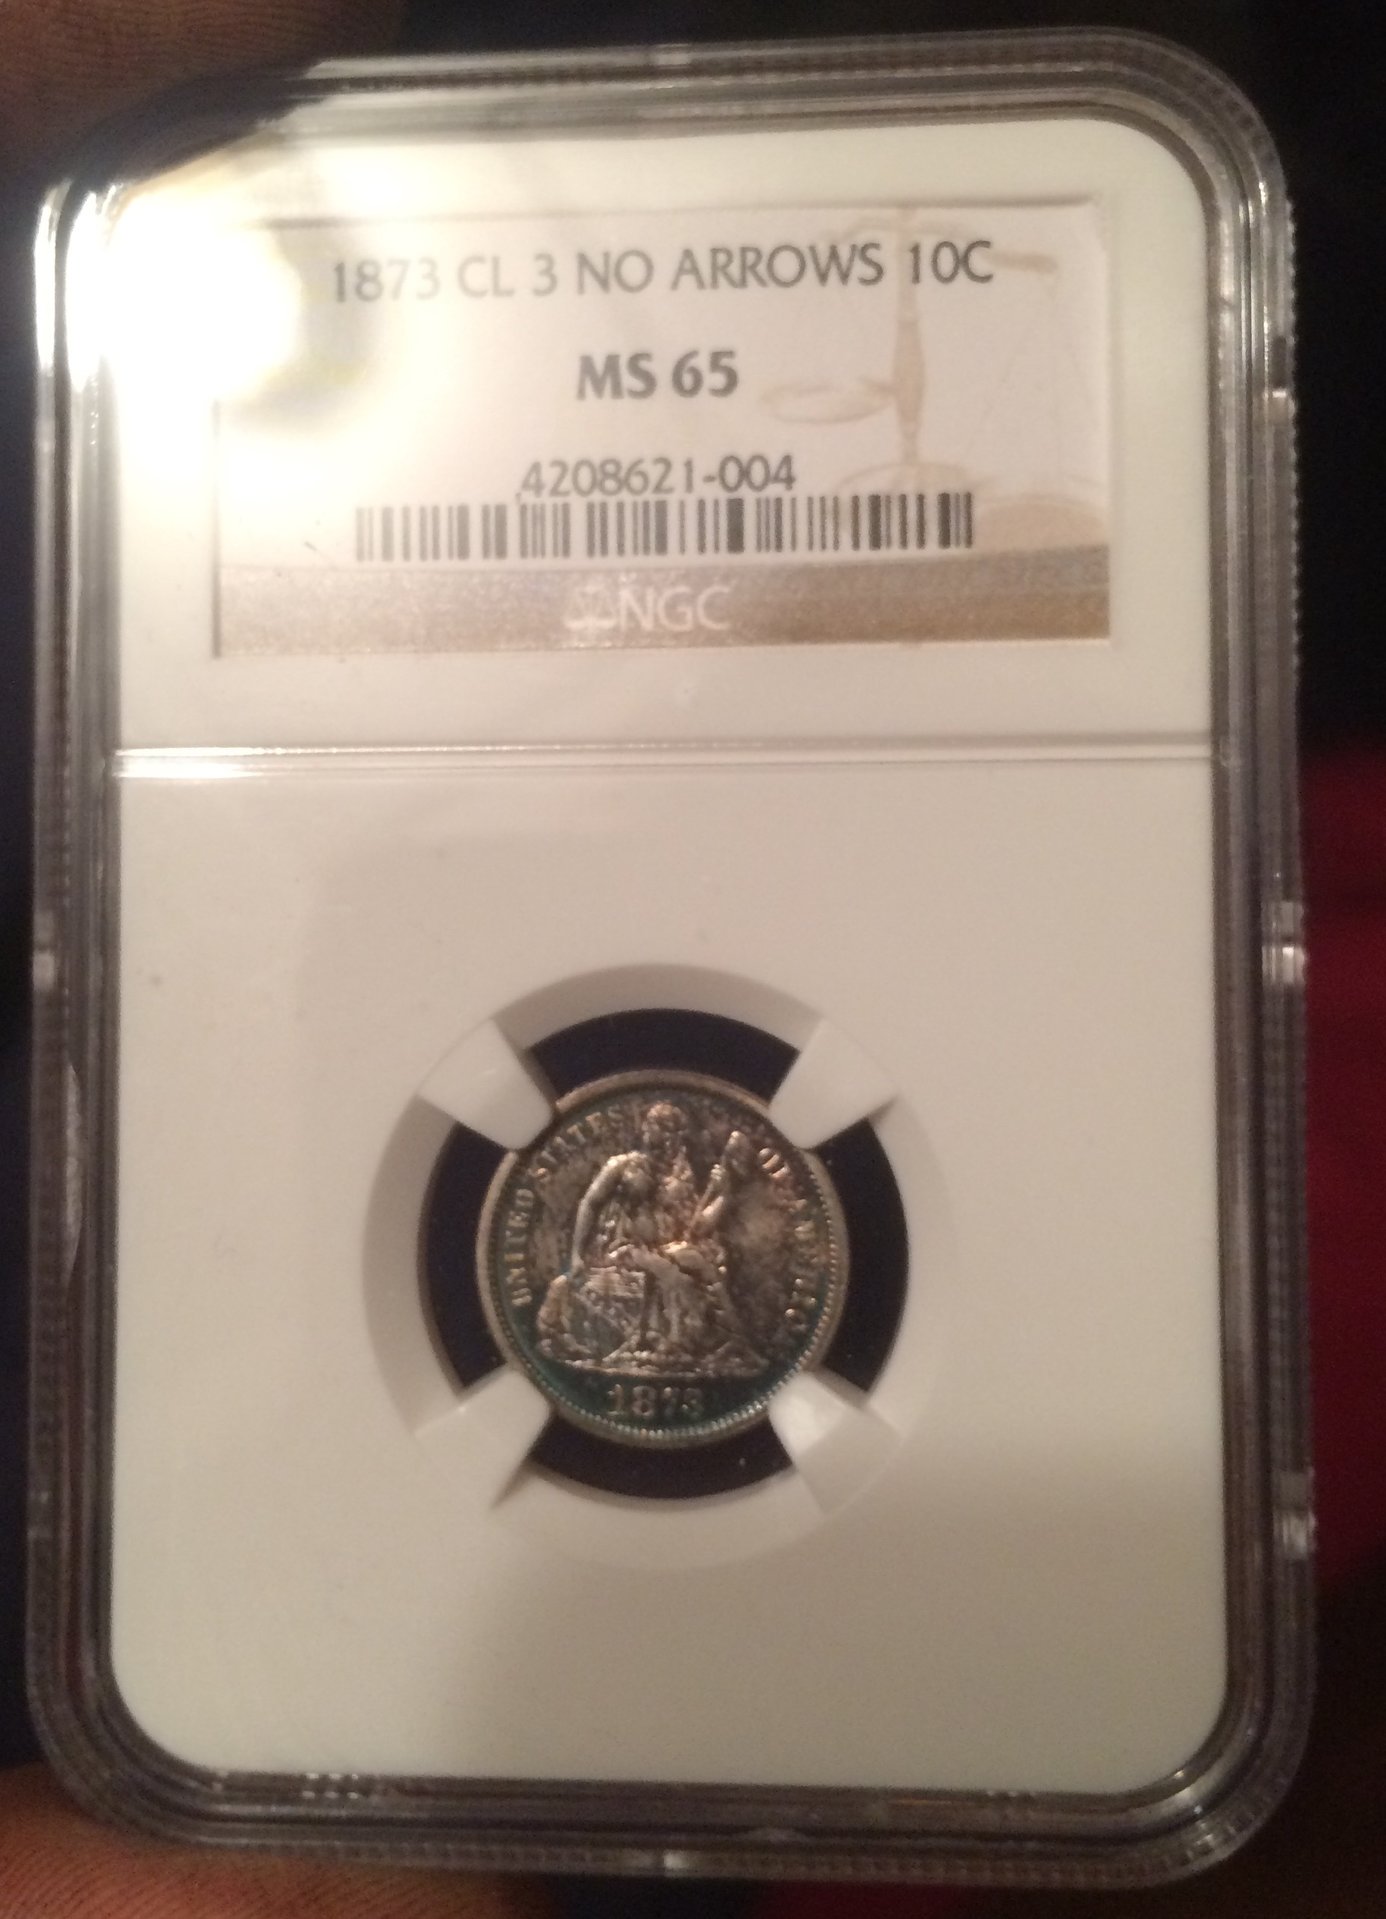 1873 CL 3 NO ARROWS 10C
MS 65
4208621-004
NGC
UNITED STATES OF AMERICA
1873